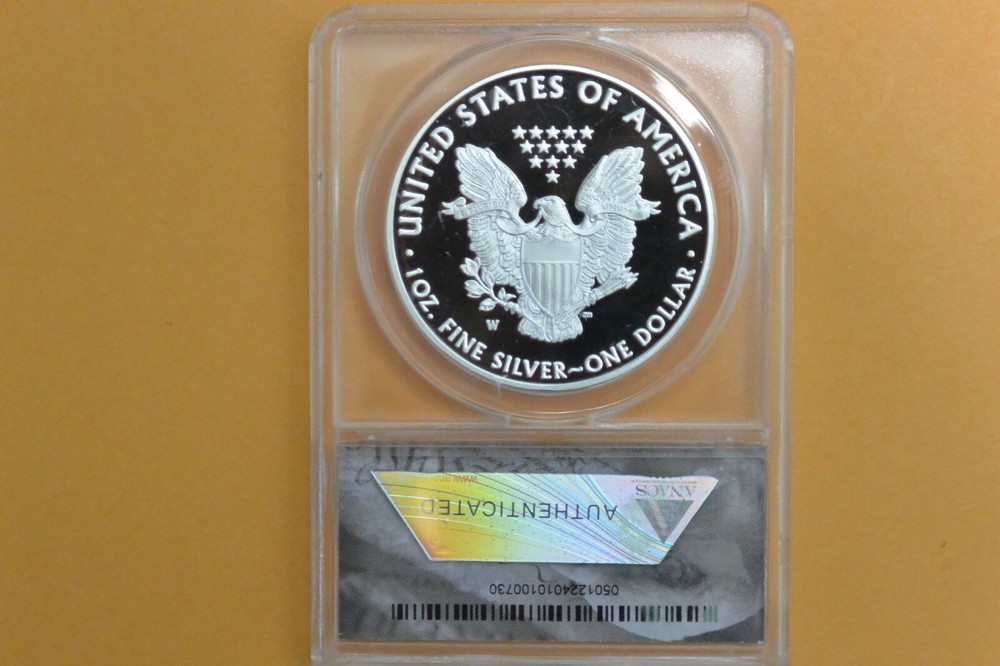 UNITED STATES OF AMERICA
1 OZ. FINE SILVER~ONE DOLLAR
W
ANACS
AUTHENTICATED
0501224010100730